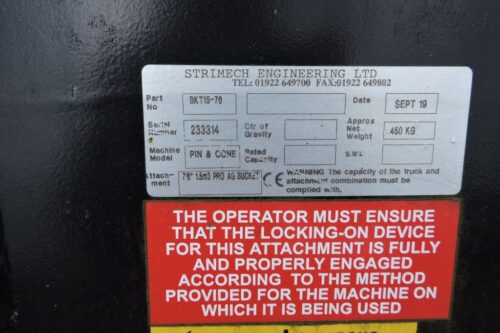 STRIMECH ENGINEERING LTD
TEL: 01922 649700 FAX:01922 649802
Part No BKT15-76 Date SEPT 19
Serial Number 233314 Ctr of Gravity Approx Net Weight 450 KG
Machine Model PIN & CONE Rated Capacity S.W.L
Attach-ment 76" 1.5m3 PRO AG BUCKET CE WARNING The capacity of the truck and
attachment combination must be
complied with.
THE OPERATOR MUST ENSURE
THAT THE LOCKING-ON DEVICE
FOR THIS ATTACHMENT IS FULLY
AND PROPERLY ENGAGED
ACCORDING TO THE METHOD
PROVIDED FOR THE MACHINE ON
WHICH IT IS BEING USED